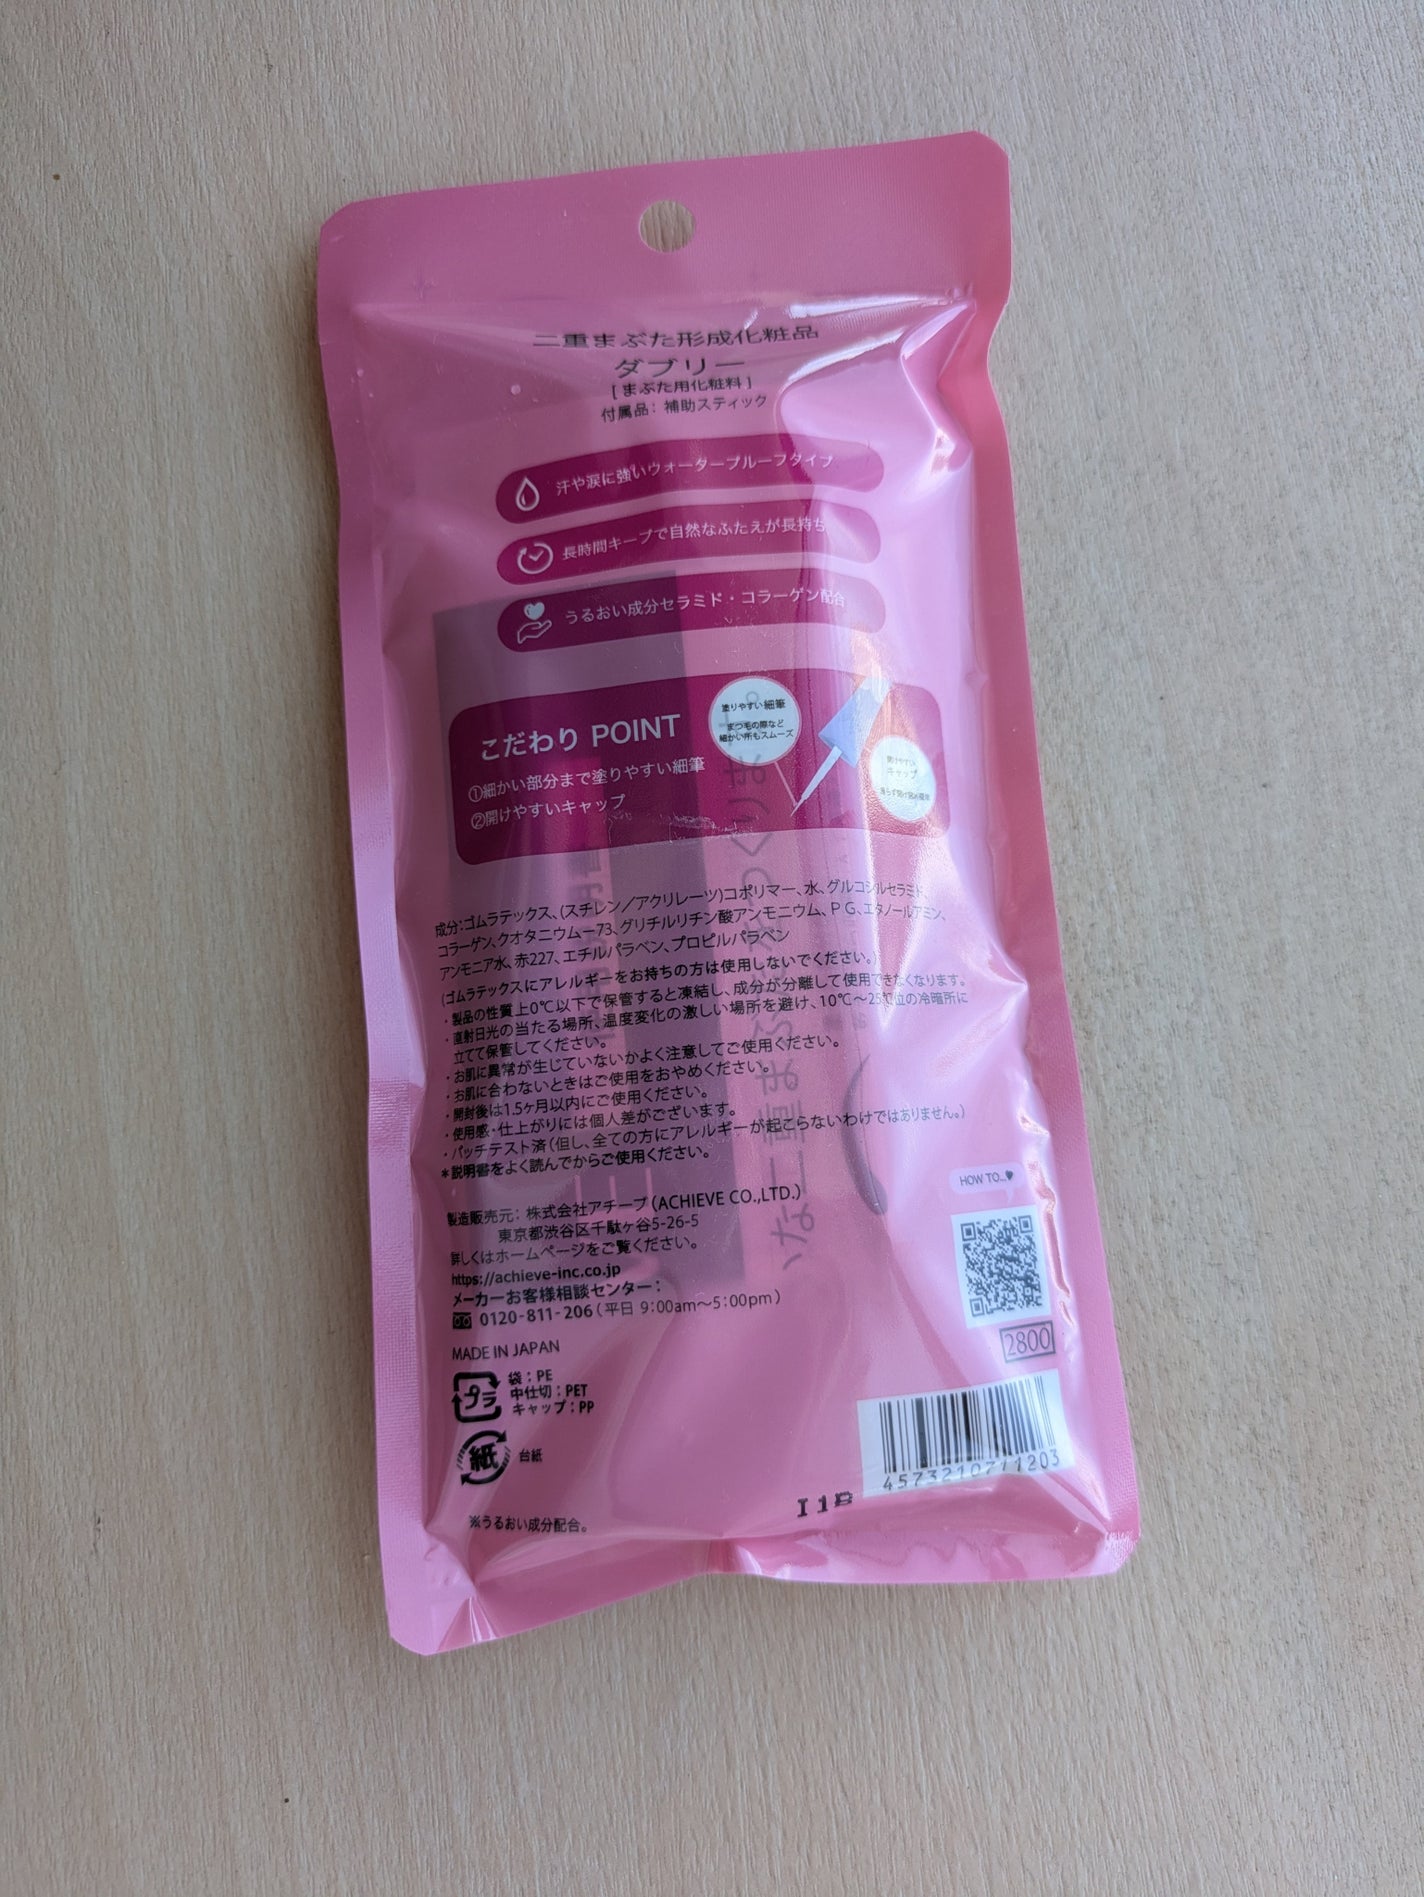 二重まぶた形成化粧品
ダブリー
[まぶた用化粧料]
付属品：補助スティック
汗や涙に強いウォータープルーフタイプ
長時間キープで自然なふたえが長持ち
うるおい成分セラミド・コラーゲン配合
こだわり POINT
①細かい部分まで塗りやすい細筆
②開けやすいキャップ
塗りやすい細筆
まつ毛の際など
細かい所もスムーズ
開けやすい
キャップ
成分：ゴムラテックス、(スチレン／アクリレーツ)コポリマー、水、グルコシルセラミド、
コラーゲン、クオタニウム－73、グリチルリチン酸アンモニウム、ＰＧ、エタノールアミン、
アンモニア水、赤227、エチルパラベン、プロピルパラベン
(ゴムラテックスにアレルギーをお持ちの方は使用しないでください。)
・製品の性質上0℃以下で保管すると凍結し、成分が分離して使用できなくなります。
・直射日光の当たる場所、温度変化の激しい場所を避け、10℃～25℃位の冷暗所に
立てて保管してください。
・お肌に異常が生じていないかよく注意してご使用ください。
・お肌に合わないときはご使用をおやめください。
・開封後は1.5ヶ月以内にご使用ください。
・使用感・仕上がりには個人差がございます。
・パッチテスト済（但し、全ての方にアレルギーが起こらないわけではありません。）
＊説明書をよく読んでからご使用ください。
製造販売元：株式会社アチーブ（ACHIEVE CO.,LTD.）
東京都渋谷区千駄ヶ谷5-26-5
詳しくはホームページをご覧ください。
https://achieve-inc.co.jp
メーカーお客様相談センター：
0120-811-206（平日 9:00am～5:00pm）
MADE IN JAPAN
プラ
袋：PE
中仕切：PET
キャップ：PP
紙
台紙
※うるおい成分配合。
HOW TO...♥
2800
4573210711203
I1B